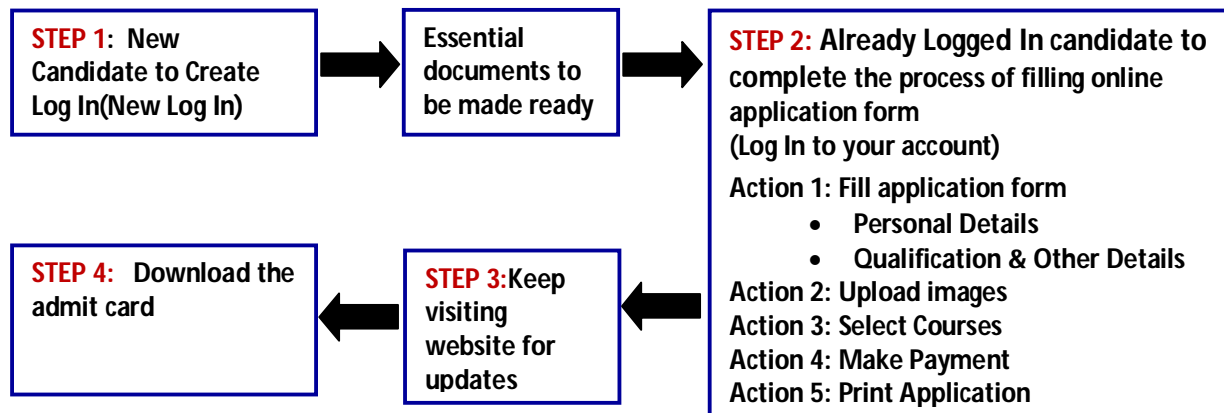 STEP 1: New
Candidate to Create
Log In(New Log In)
Essential
documents to
be made ready
STEP 2: Already Logged In candidate to
complete the process of filling online
application form
(Log In to your account)
Action 1: Fill application form
• Personal Details
• Qualification & Other Details
Action 2: Upload images
Action 3: Select Courses
Action 4: Make Payment
Action 5: Print Application
STEP 3:Keep
visiting
website for
updates
STEP 4: Download the
admit card